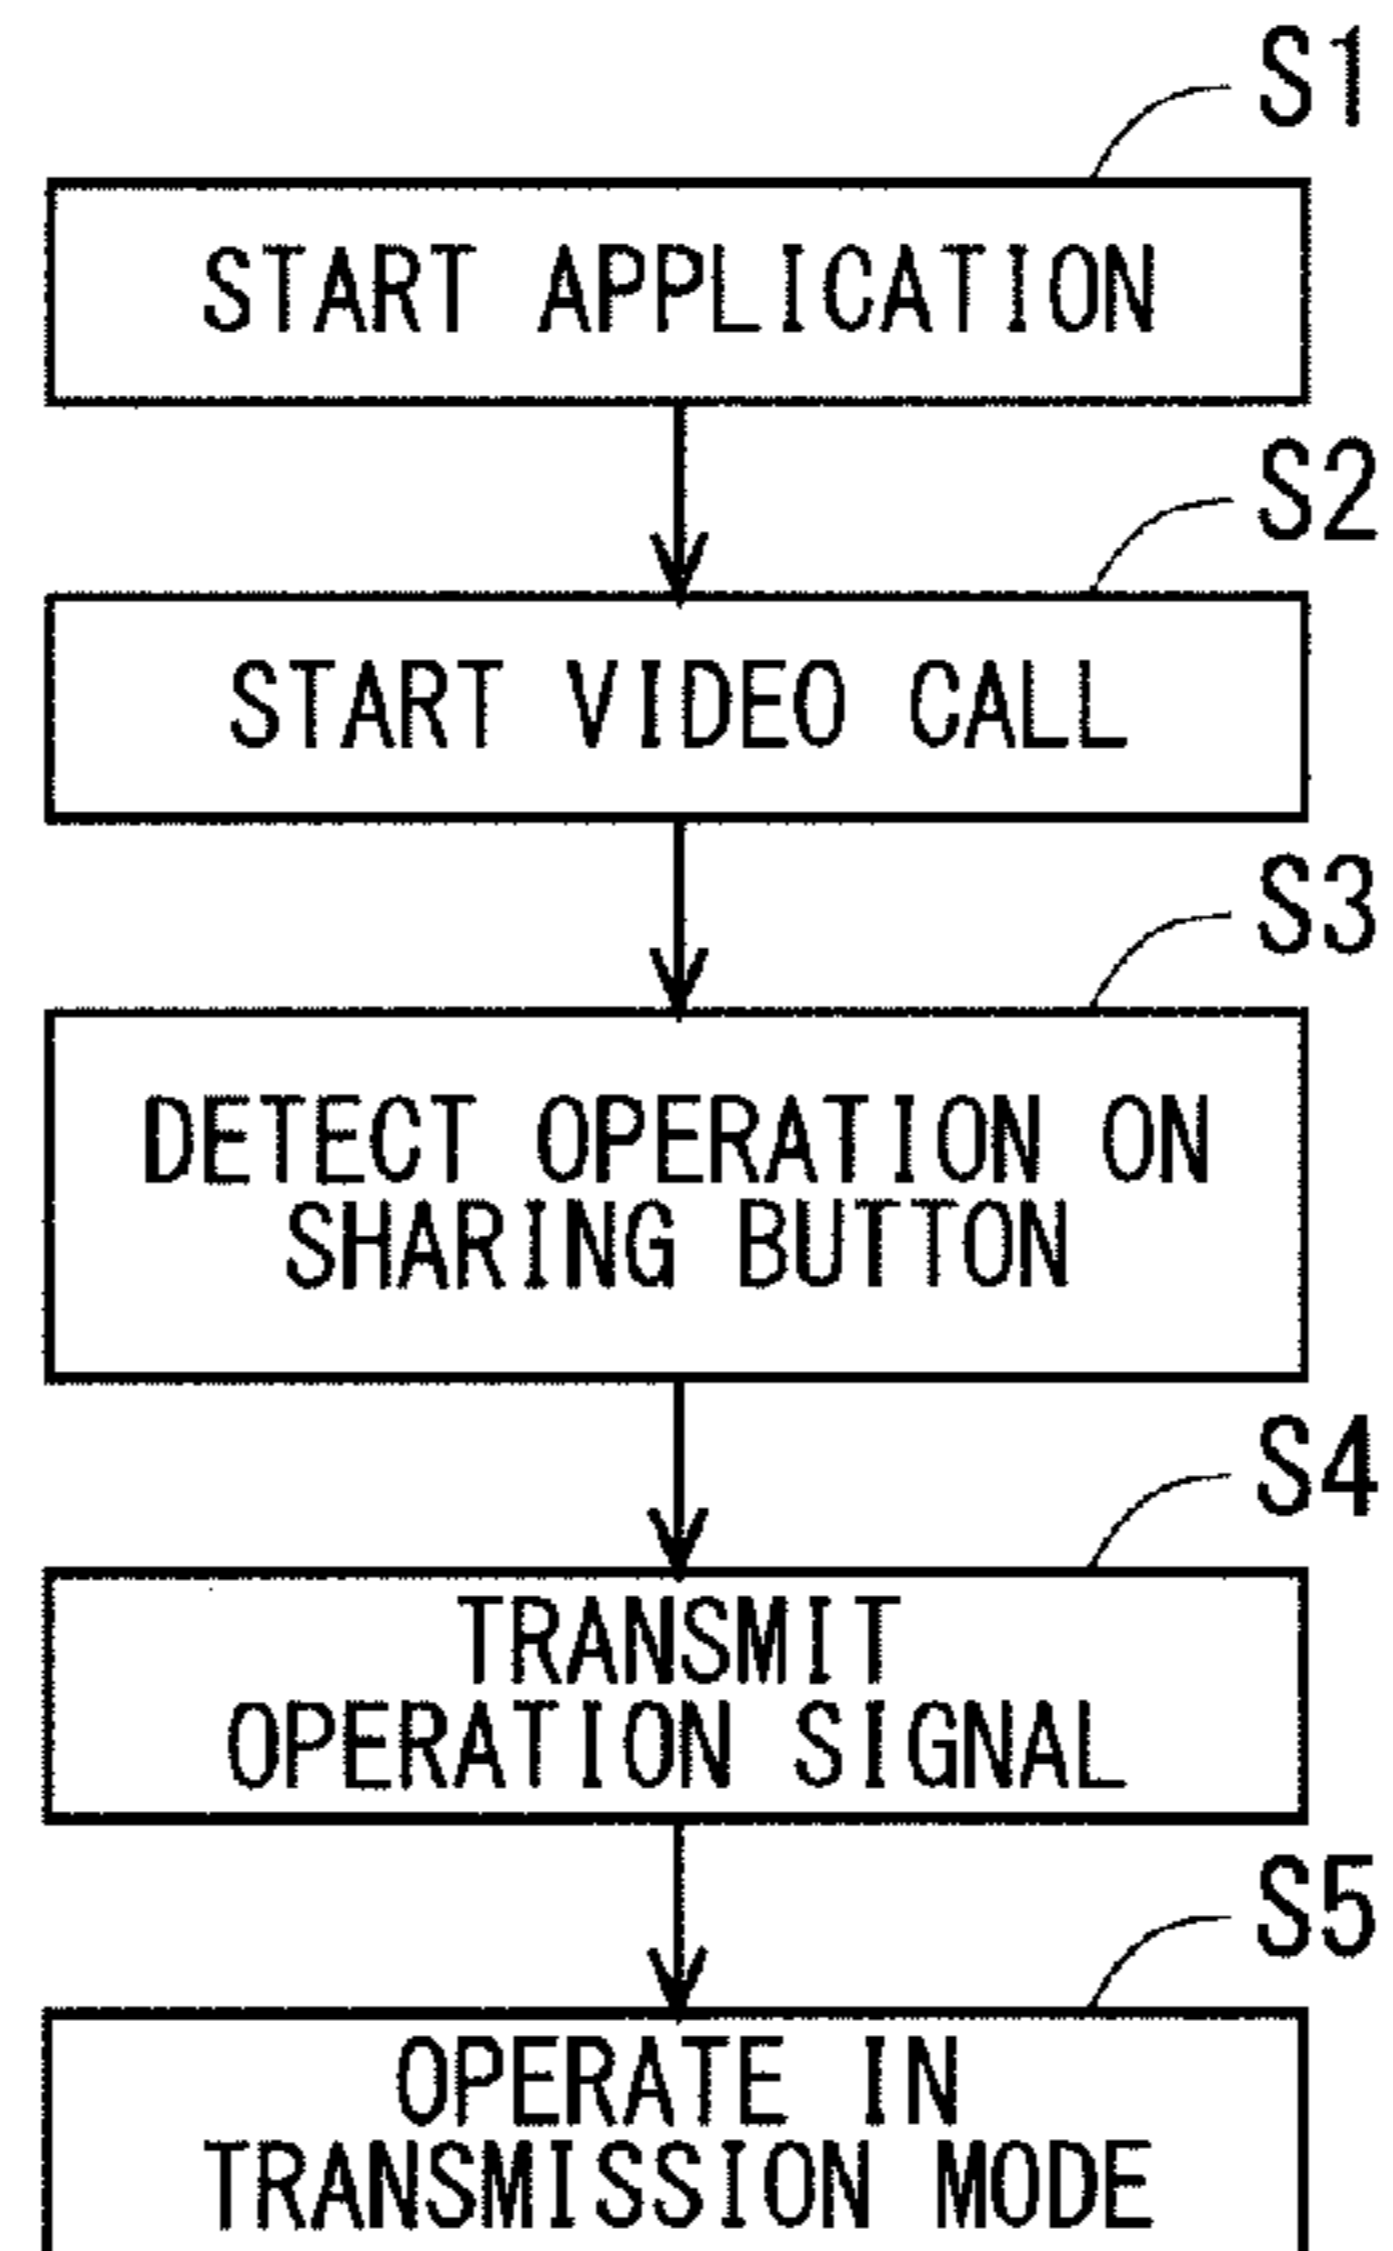 S1
START APPLICATION
S2
START VIDEO CALL
S3
DETECT OPERATION ON
SHARING BUTTON
S4
TRANSMIT
OPERATION SIGNAL
S5
OPERATE IN
TRANSMISSION MODE